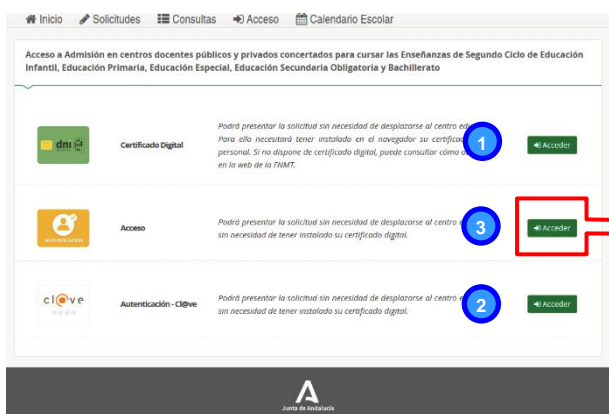 Inicio Solicitudes Consultas Acceso Calendario Escolar
Acceso a Admisión en centros docentes públicos y privados concertados para cursar las Enseñanzas de Segundo Ciclo de Educación
Infantil, Educación Primaria, Educación Especial, Educación Secundaria Obligatoria y Bachillerato
dni e
Certificado Digital
Podrá presentar la solicitud sin necesidad de desplazarse al centro
Para ello necesitará tener instalado en el navegador su
personal. Si no dispone de certificado digital, puede consultar cómo
en la web de la FNMT.
1
Acceder
AUTENTICACIÓN
Acceso
Podrá presentar la solicitud sin necesidad de desplazarse al centro
sin necesidad de tener instalado su certificado digital.
3
Acceder
cl@ve
Autenticación - Cl@ve
Podrá presentar la solicitud sin necesidad de desplazarse al centro
sin necesidad de tener instalado su certificado digital.
2
Acceder
A
Junta de Andalucía